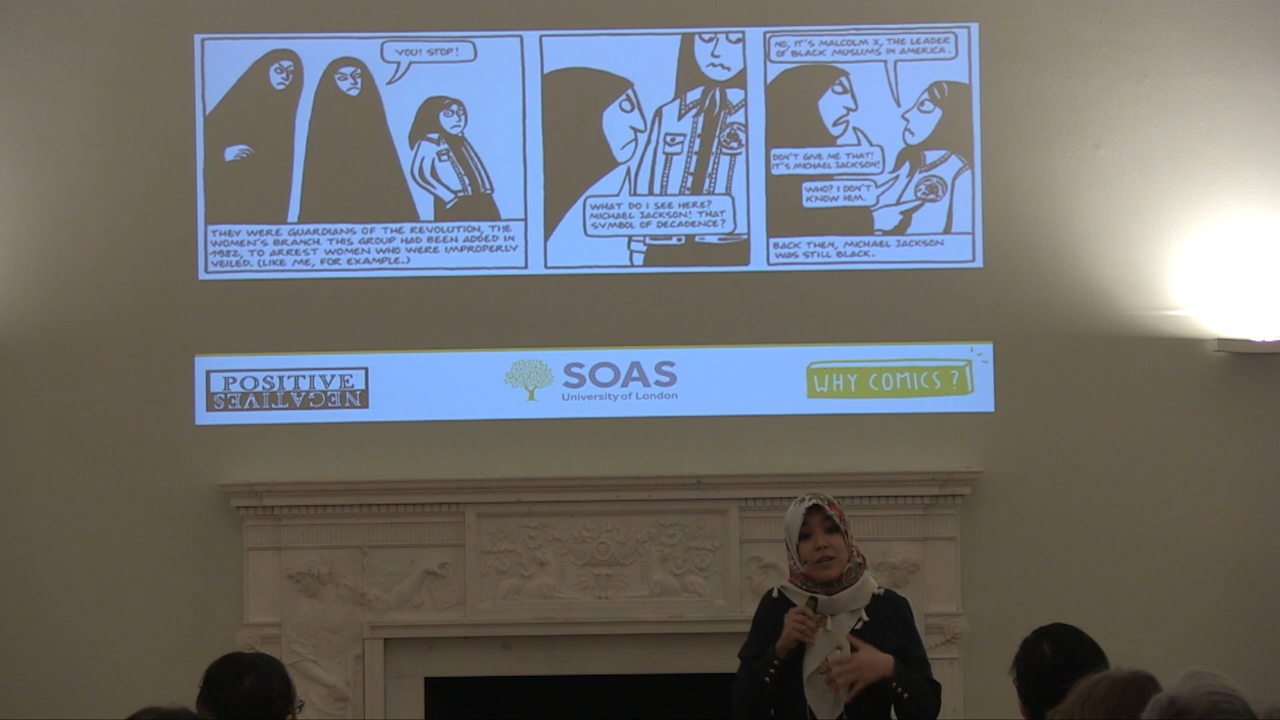 YOU! STOP!
THEY WERE GUARDIANS OF THE REVOLUTION, THE
WOMEN'S BRANCH. THIS GROUP HAD BEEN ADDED IN
1982, TO ARREST WOMEN WHO WERE IMPROPERLY
VEILED. (LIKE ME, FOR EXAMPLE.)
WHAT DO I SEE HERE?
MICHAEL JACKSON! THAT
SYMBOL OF DECADENCE?
NO, IT'S MALCOLM X, THE LEADER
OF BLACK MUSLIMS IN AMERICA.
DON'T GIVE ME THAT!
IT'S MICHAEL JACKSON!
WHO? I DON'T
KNOW HIM.
BACK THEN, MICHAEL JACKSON
WAS STILL BLACK.
POSITIVE
NEGATIVES
SOAS
University of London
WHY COMICS?